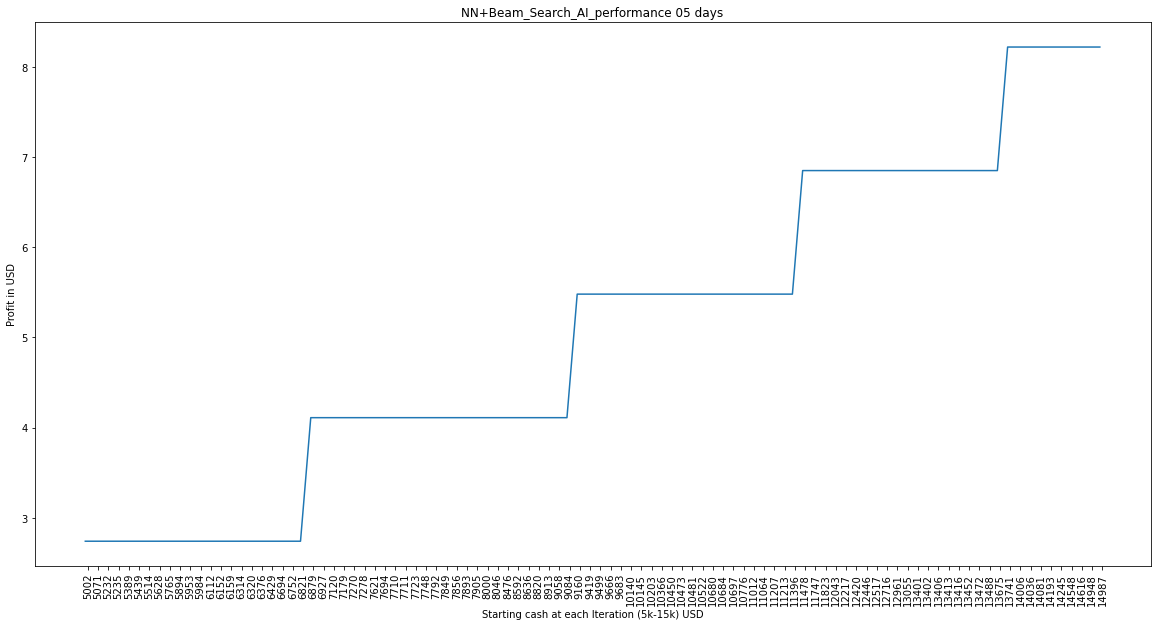 NN+Beam_Search_AI_performance 05 days
Profit in USD
8
7
6
5
4
3
5002 5071 5232 5235 5389 5439 5514 5628 5765 5894 5953 5984 6112 6152 6159 6314 6320 6376 6429 6694 6752 6821 6879 6927 7120 7179 7270 7278 7621 7694 7710 7711 7723 7748 7792 7849 7856 7893 7905 8000 8046 8476 8592 8636 8820 8913 9058 9084 9160 9419 9499 9666 9683 10140 10145 10203 10366 10450 10473 10481 10522 10680 10684 10697 10776 11012 11064 11207 11213 11396 11478 11747 11823 12043 12217 12420 12446 12517 12716 12961 13055 13401 13402 13406 13413 13416 13452 13472 13488 13675 13741 14006 14036 14081 14193 14245 14548 14616 14948 14987
Starting cash at each Iteration (5k-15k) USD